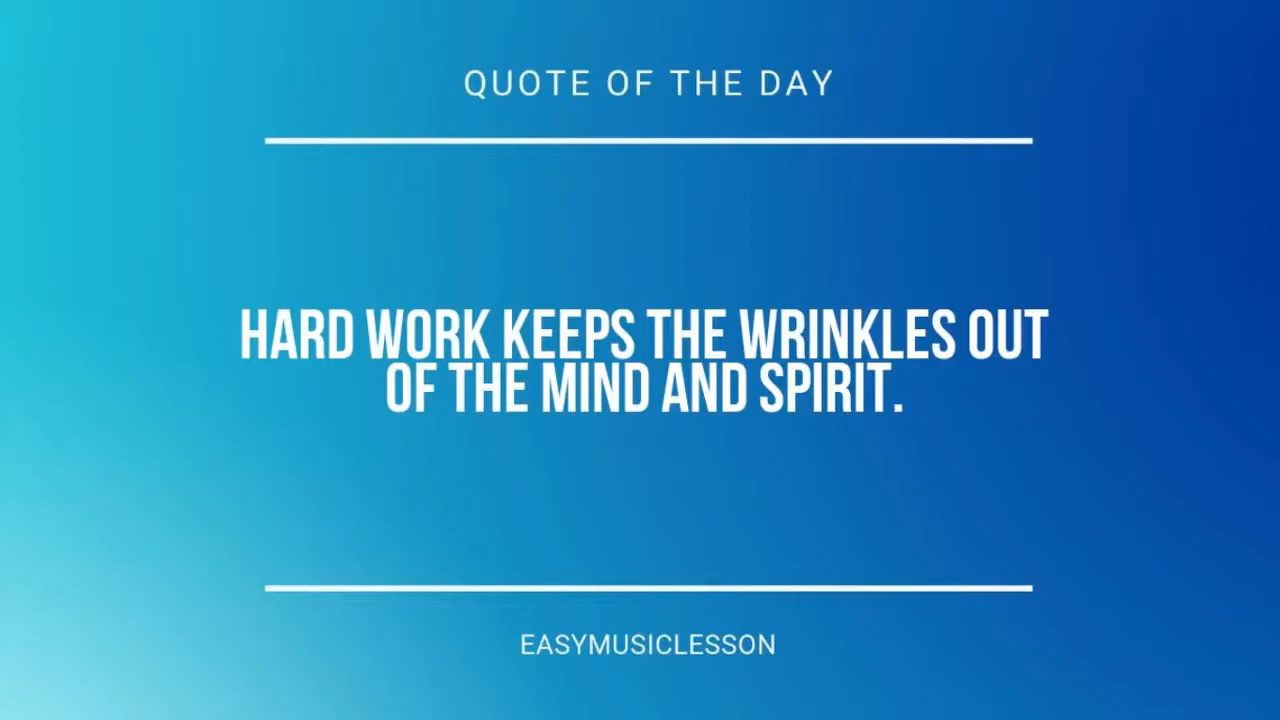 QUOTE OF THE DAY
HARD WORK KEEPS THE WRINKLES OUT
OF THE MIND AND SPIRIT.
EASYMUSICLESSON